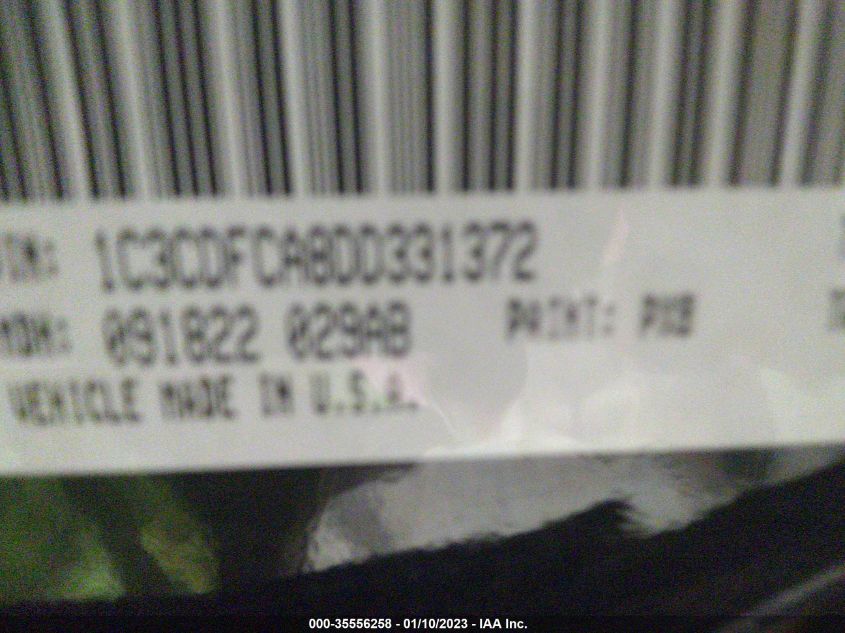 VIN: 1C3CDFCA8DD331372
MDH: 091822 029AB PAINT: PXB
VEHICLE MADE IN U.S.A.
000-35556258 - 01/10/2023 - IAA Inc.